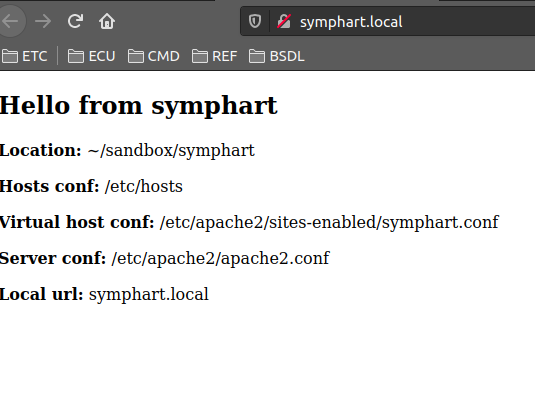 symphart.local
ETC ECU CMD REF BSDL
Hello from symphart
Location: ~/sandbox/symphart
Hosts conf: /etc/hosts
Virtual host conf: /etc/apache2/sites-enabled/symphart.conf
Server conf: /etc/apache2/apache2.conf
Local url: symphart.local